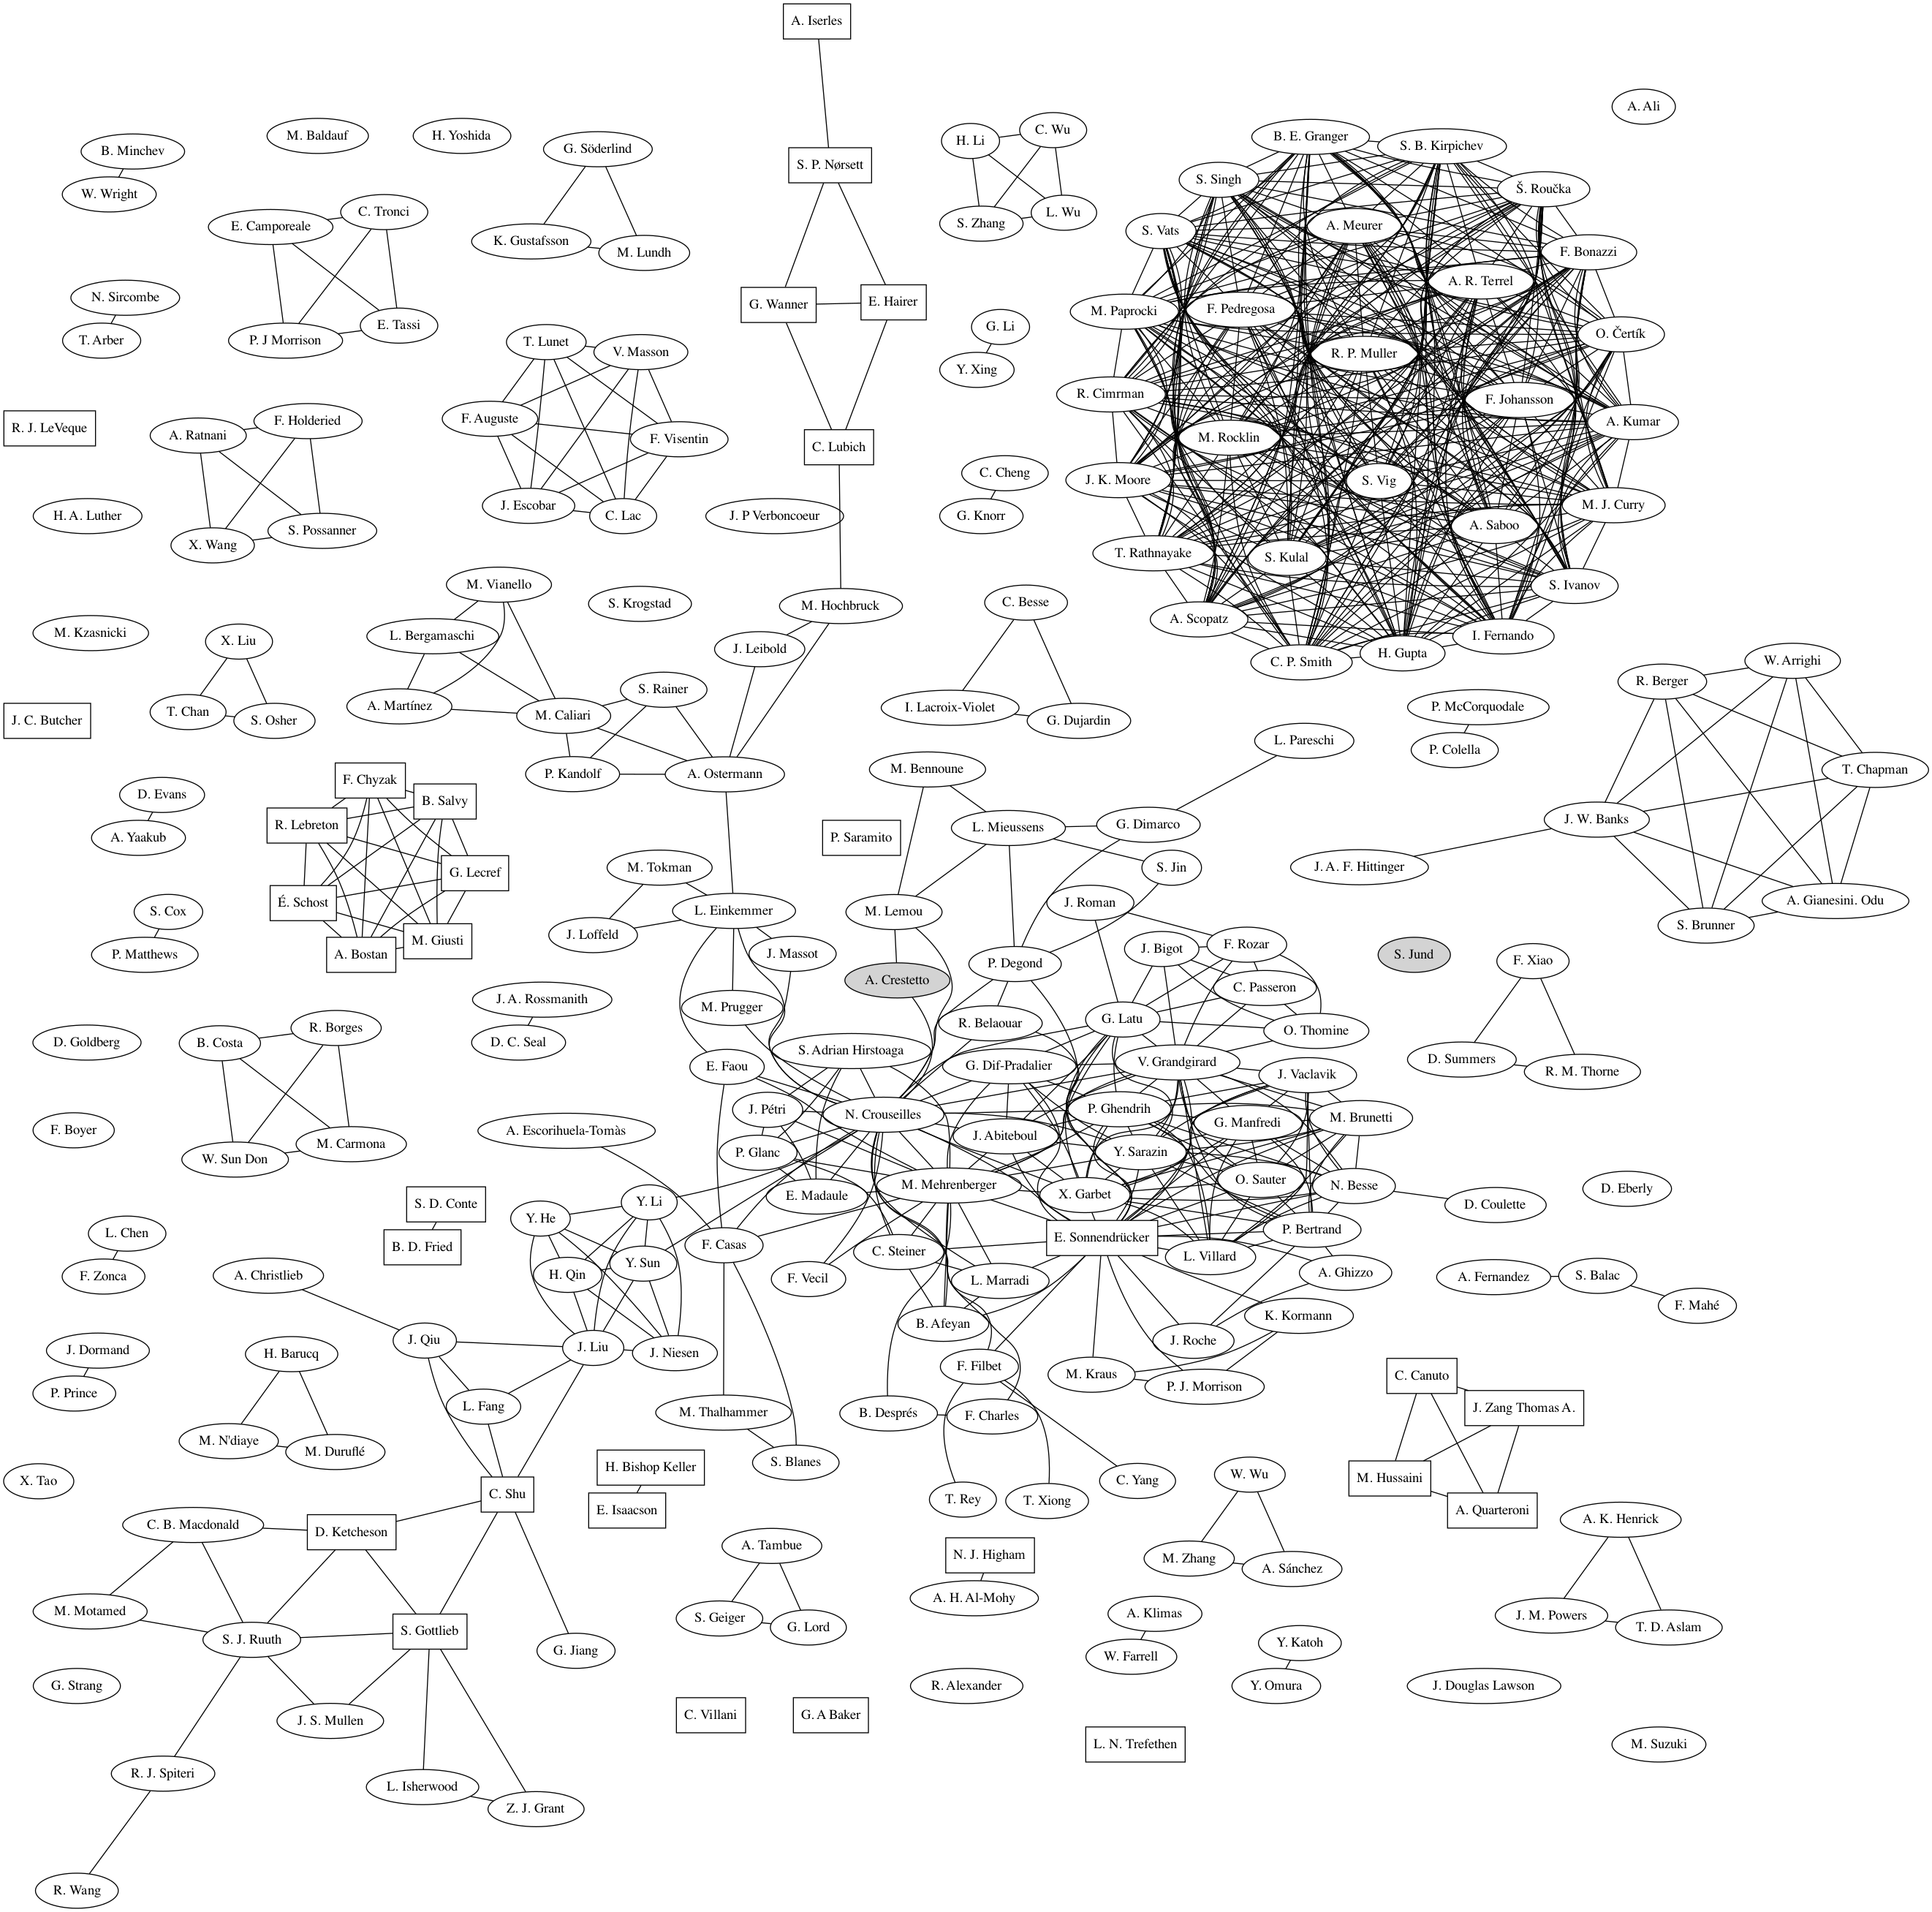 A. Iserles
A. Ali
M. Baldauf
H. Yoshida
C. Wu
B. E. Granger
H. Li
S. B. Kirpichev
G. Söderlind
B. Minchev
S. P. Nørsett
S. Singh
Š. Roučka
W. Wright
C. Tronci
L. Wu
S. Zhang
E. Camporeale
A. Meurer
S. Vats
K. Gustafsson
M. Lundh
F. Bonazzi
A. R. Terrel
N. Sircombe
E. Hairer
G. Wanner
F. Pedregosa
M. Paprocki
E. Tassi
G. Li
O. Čertík
T. Arber
P. J Morrison
T. Lunet
V. Masson
R. P. Muller
Y. Xing
R. Cimrman
F. Johansson
F. Auguste
F. Holderied
A. Kumar
R. J. LeVeque
A. Ratnani
F. Visentin
M. Rocklin
C. Lubich
C. Cheng
J. K. Moore
S. Vig
J. Escobar
M. J. Curry
H. A. Luther
C. Lac
J. P Verboncoeur
G. Knorr
A. Saboo
S. Possanner
X. Wang
T. Rathnayake
S. Kulal
M. Vianello
S. Ivanov
S. Krogstad
C. Besse
M. Hochbruck
A. Scopatz
M. Kzasnicki
L. Bergamaschi
I. Fernando
X. Liu
J. Leibold
H. Gupta
C. P. Smith
W. Arrighi
R. Berger
S. Rainer
A. Martínez
I. Lacroix-Violet
P. McCorquodale
T. Chan
M. Caliari
S. Osher
G. Dujardin
J. C. Butcher
L. Pareschi
P. Colella
M. Bennoune
T. Chapman
P. Kandolf
A. Ostermann
F. Chyzak
D. Evans
B. Salvy
J. W. Banks
R. Lebreton
G. Dimarco
L. Mieussens
A. Yaakub
P. Saramito
M. Tokman
S. Jin
J. A. F. Hittinger
G. Lecref
A. Gianesini. Odu
É. Schost
J. Roman
S. Cox
L. Einkemmer
M. Lemou
S. Brunner
J. Loffeld
M. Giusti
F. Rozar
J. Bigot
P. Matthews
A. Bostan
J. Massot
S. Jund
F. Xiao
P. Degond
A. Crestetto
C. Passeron
J. A. Rossmith
M. Prugger
G. Latu
R. Belaouar
R. Borges
O. Thomine
D. Goldberg
B. Costa
D. C. Seal
S. Adrian Hirstoaga
D. Summers
V. Grandgirard
E. Faou
G. Dif-Pradalier
R. M. Thorne
J. Vaclavik
J. Pétri
P. Ghendrih
N. Crouseilles
M. Brunetti
G. Manfredi
F. Boyer
A. Escorihuela-Tomàs
J. Abiteboul
M. Carmona
P. Glanc
Y. Sarazin
W. Sun Don
O. Sauter
M. Mehrenberger
N. Besse
D. Eberly
E. Madaule
X. Garbet
Y. Li
S. D. Conte
D. Coulette
Y. He
P. Bertrand
L. Chen
E. Sonnendrücker
F. Casas
B. D. Fried
C. Steiner
L. Villard
Y. Sun
A. Ghizzo
A. Christlieb
H. Qin
F. Zonca
F. Vecil
L. Marradi
A. Fernandez
S. Balac
F. Mahé
K. Kormann
B. Afeyan
J. Qiu
J. Roche
J. Liu
J. Dormand
H. Barucq
J. Niesen
F. Filbet
M. Kraus
C. Canuto
P. J. Morrison
P. Prince
L. Fang
J. Zang Thomas A.
M. Thalhammer
B. Després
F. Charles
M. N'diaye
M. Duruflé
S. Blanes
H. Bishop Keller
W. Wu
M. Hussaini
X. Tao
C. Yang
C. Shu
T. Rey
T. Xiong
E. Isaacson
A. Quarteroni
A. K. Henrick
C. B. Macdonald
D. Ketcheson
A. Tambue
N. J. Higham
M. Zhang
A. Sánchez
A. H. Al-Mohy
M. Motamed
A. Klimas
J. M. Powers
S. Geiger
G. Lord
T. D. Aslam
S. Gottlieb
S. J. Ruuth
Y. Katoh
G. Jiang
W. Farrell
G. Strang
R. Alexander
Y. Omura
J. Douglas Lawson
C. Villani
G. A Baker
J. S. Mullen
L. N. Trefethen
M. Suzuki
R. J. Spiteri
L. Isherwood
Z. J. Grant
R. Wang